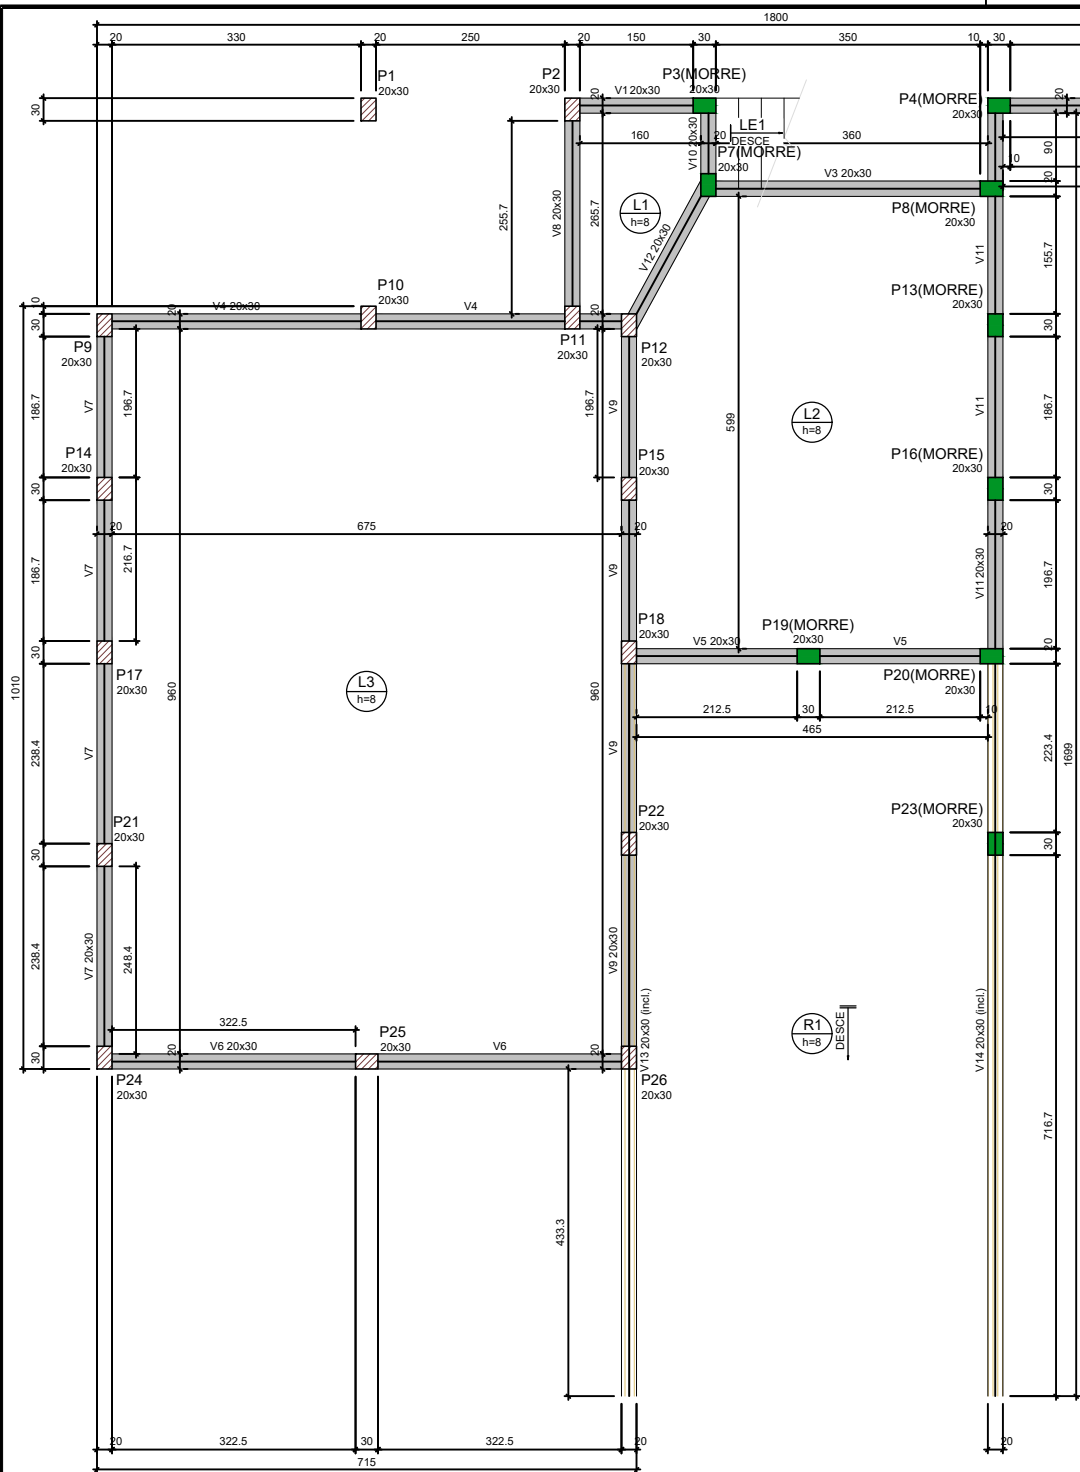 1800
20 330 20 250 20 150 30 350 10 30
P1
20x30
P2
20x30
P3(MORRE)
20x30
P4(MORRE)
20x30
30
V1 20x30
20
20
160
V10 20x30
20
LE1
DESCE
360
90
10
20
P7(MORRE)
20x30
V3 20x30
P8(MORRE)
20x30
255.7
V8 20x30
265.7
L1
h=8
V12 20x30
V11
155.7
P10
20x30
P13(MORRE)
20x30
10
30
V4 20x30
20
V4
20
30
P9
20x30
P11
20x30
P12
20x30
186.7
V7
196.7
196.7
V9
599
L2
h=8
V11
186.7
P14
20x30
P15
20x30
P16(MORRE)
20x30
30
30
20
675
20
20
186.7
V7
216.7
V9
V11 20x30
196.7
P18
20x30
V5 20x30
P19(MORRE)
20x30
V5
20
30
P17
20x30
P20(MORRE)
20x30
1010
960
L3
h=8
960
212.5 30 212.5 10
465
238.4
V7
V9
223.4
1699
P21
20x30
P22
20x30
P23(MORRE)
20x30
30
30
238.4
V7 20x30
248.4
V9 20x30
V13 20x30 (incl.)
R1
h=8
DESCE
V14 20x30 (incl.)
322.5
P25
20x30
V6 20x30
20
V6
20
30
P24
20x30
P26
20x30
716.7
433.3
20 322.5 30 322.5 20
20
715